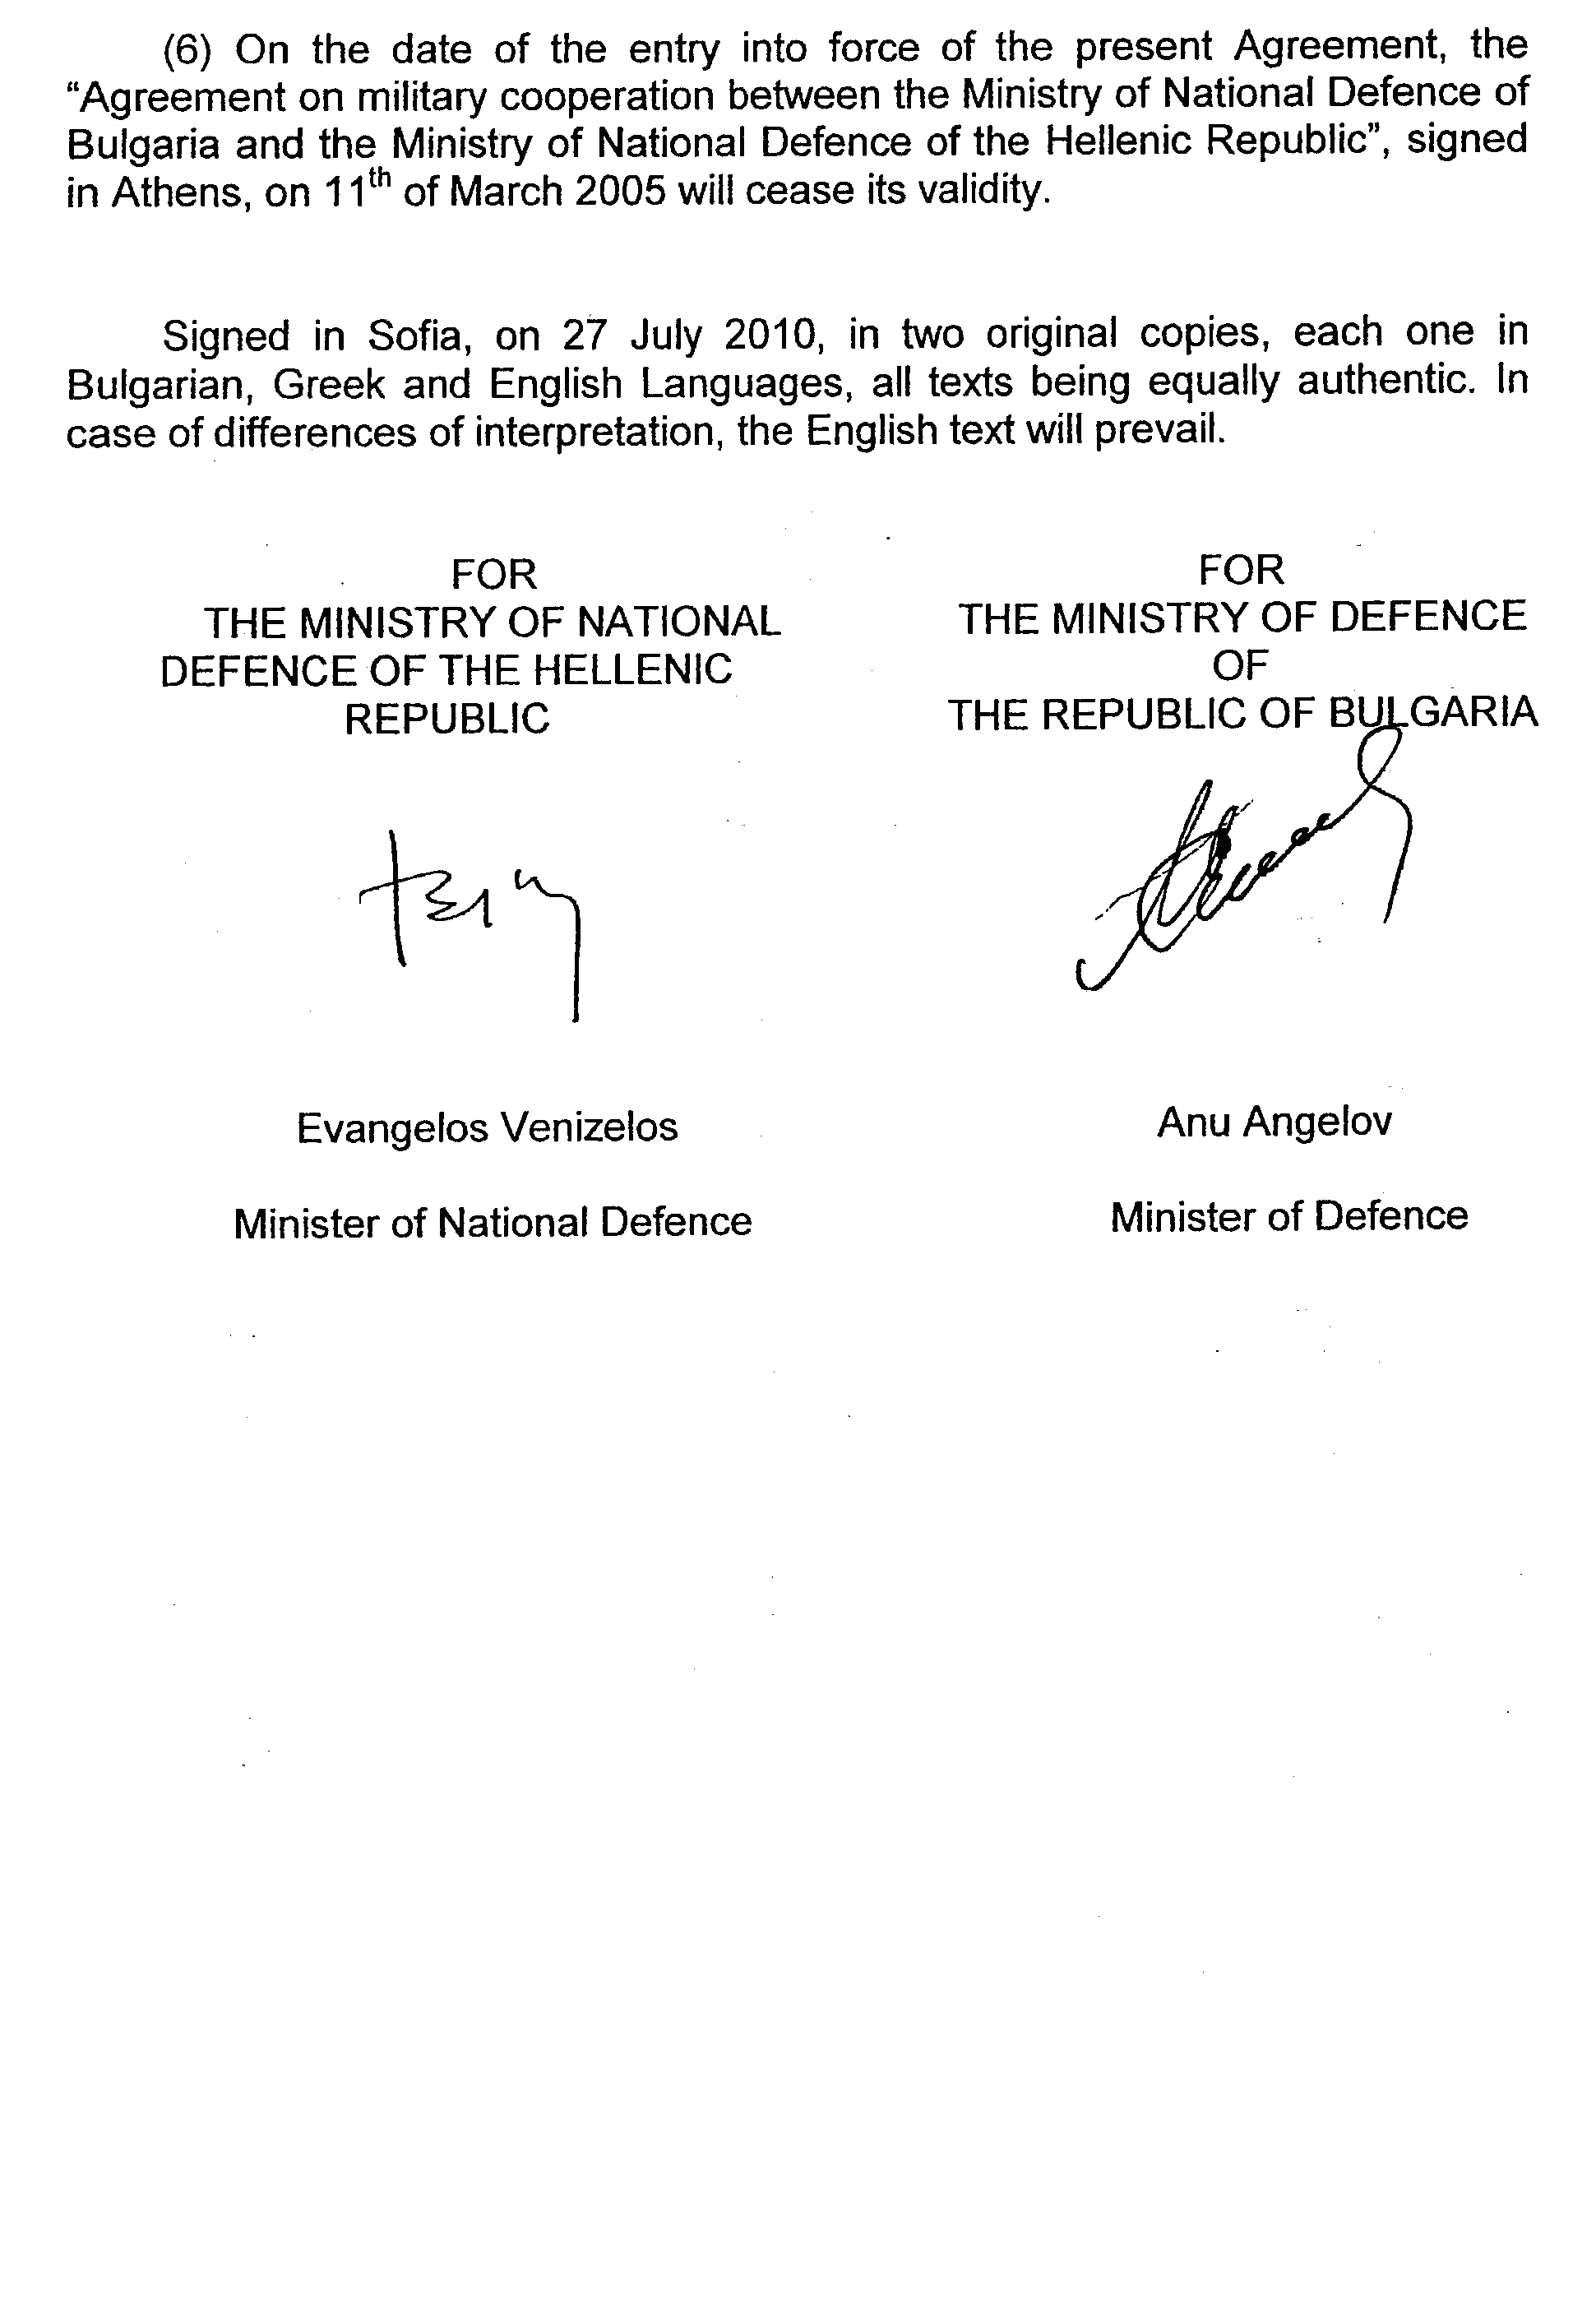 (6) On the date of the entry into force of the present Agreement, the
“Agreement on military cooperation between the Ministry of National Defence of
Bulgaria and the Ministry of National Defence of the Hellenic Republic”, signed
in Athens, on 11th of March 2005 will cease its validity.
Signed in Sofia, on 27 July 2010, in two original copies, each one in
Bulgarian, Greek and English Languages, all texts being equally authentic. In
case of differences of interpretation, the English text will prevail.
FOR
THE MINISTRY OF NATIONAL
DEFENCE OF THE HELLENIC
REPUBLIC
Evangelos Venizelos
Minister of National Defence
FOR
THE MINISTRY OF DEFENCE
OF
THE REPUBLIC OF BULGARIA
Anu Angelov
Minister of Defence